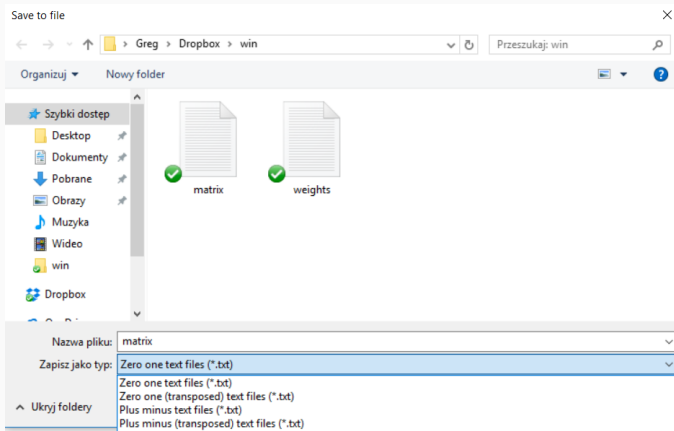 Save to file
Greg > Dropbox > win
Przeszukaj: win
Organizuj
Nowy folder
Szybki dostęp
Desktop
Dokumenty
Pobrane
Obrazy
Muzyka
Wideo
win
Dropbox
matrix
weights
Nazwa pliku: matrix
Zapisz jako typ: Zero one text files (*.txt)
Zero one text files (*.txt)
Zero one (transposed) text files (*.txt)
Plus minus text files (*.txt)
Plus minus (transposed) text files (*.txt)
Ukryj foldery